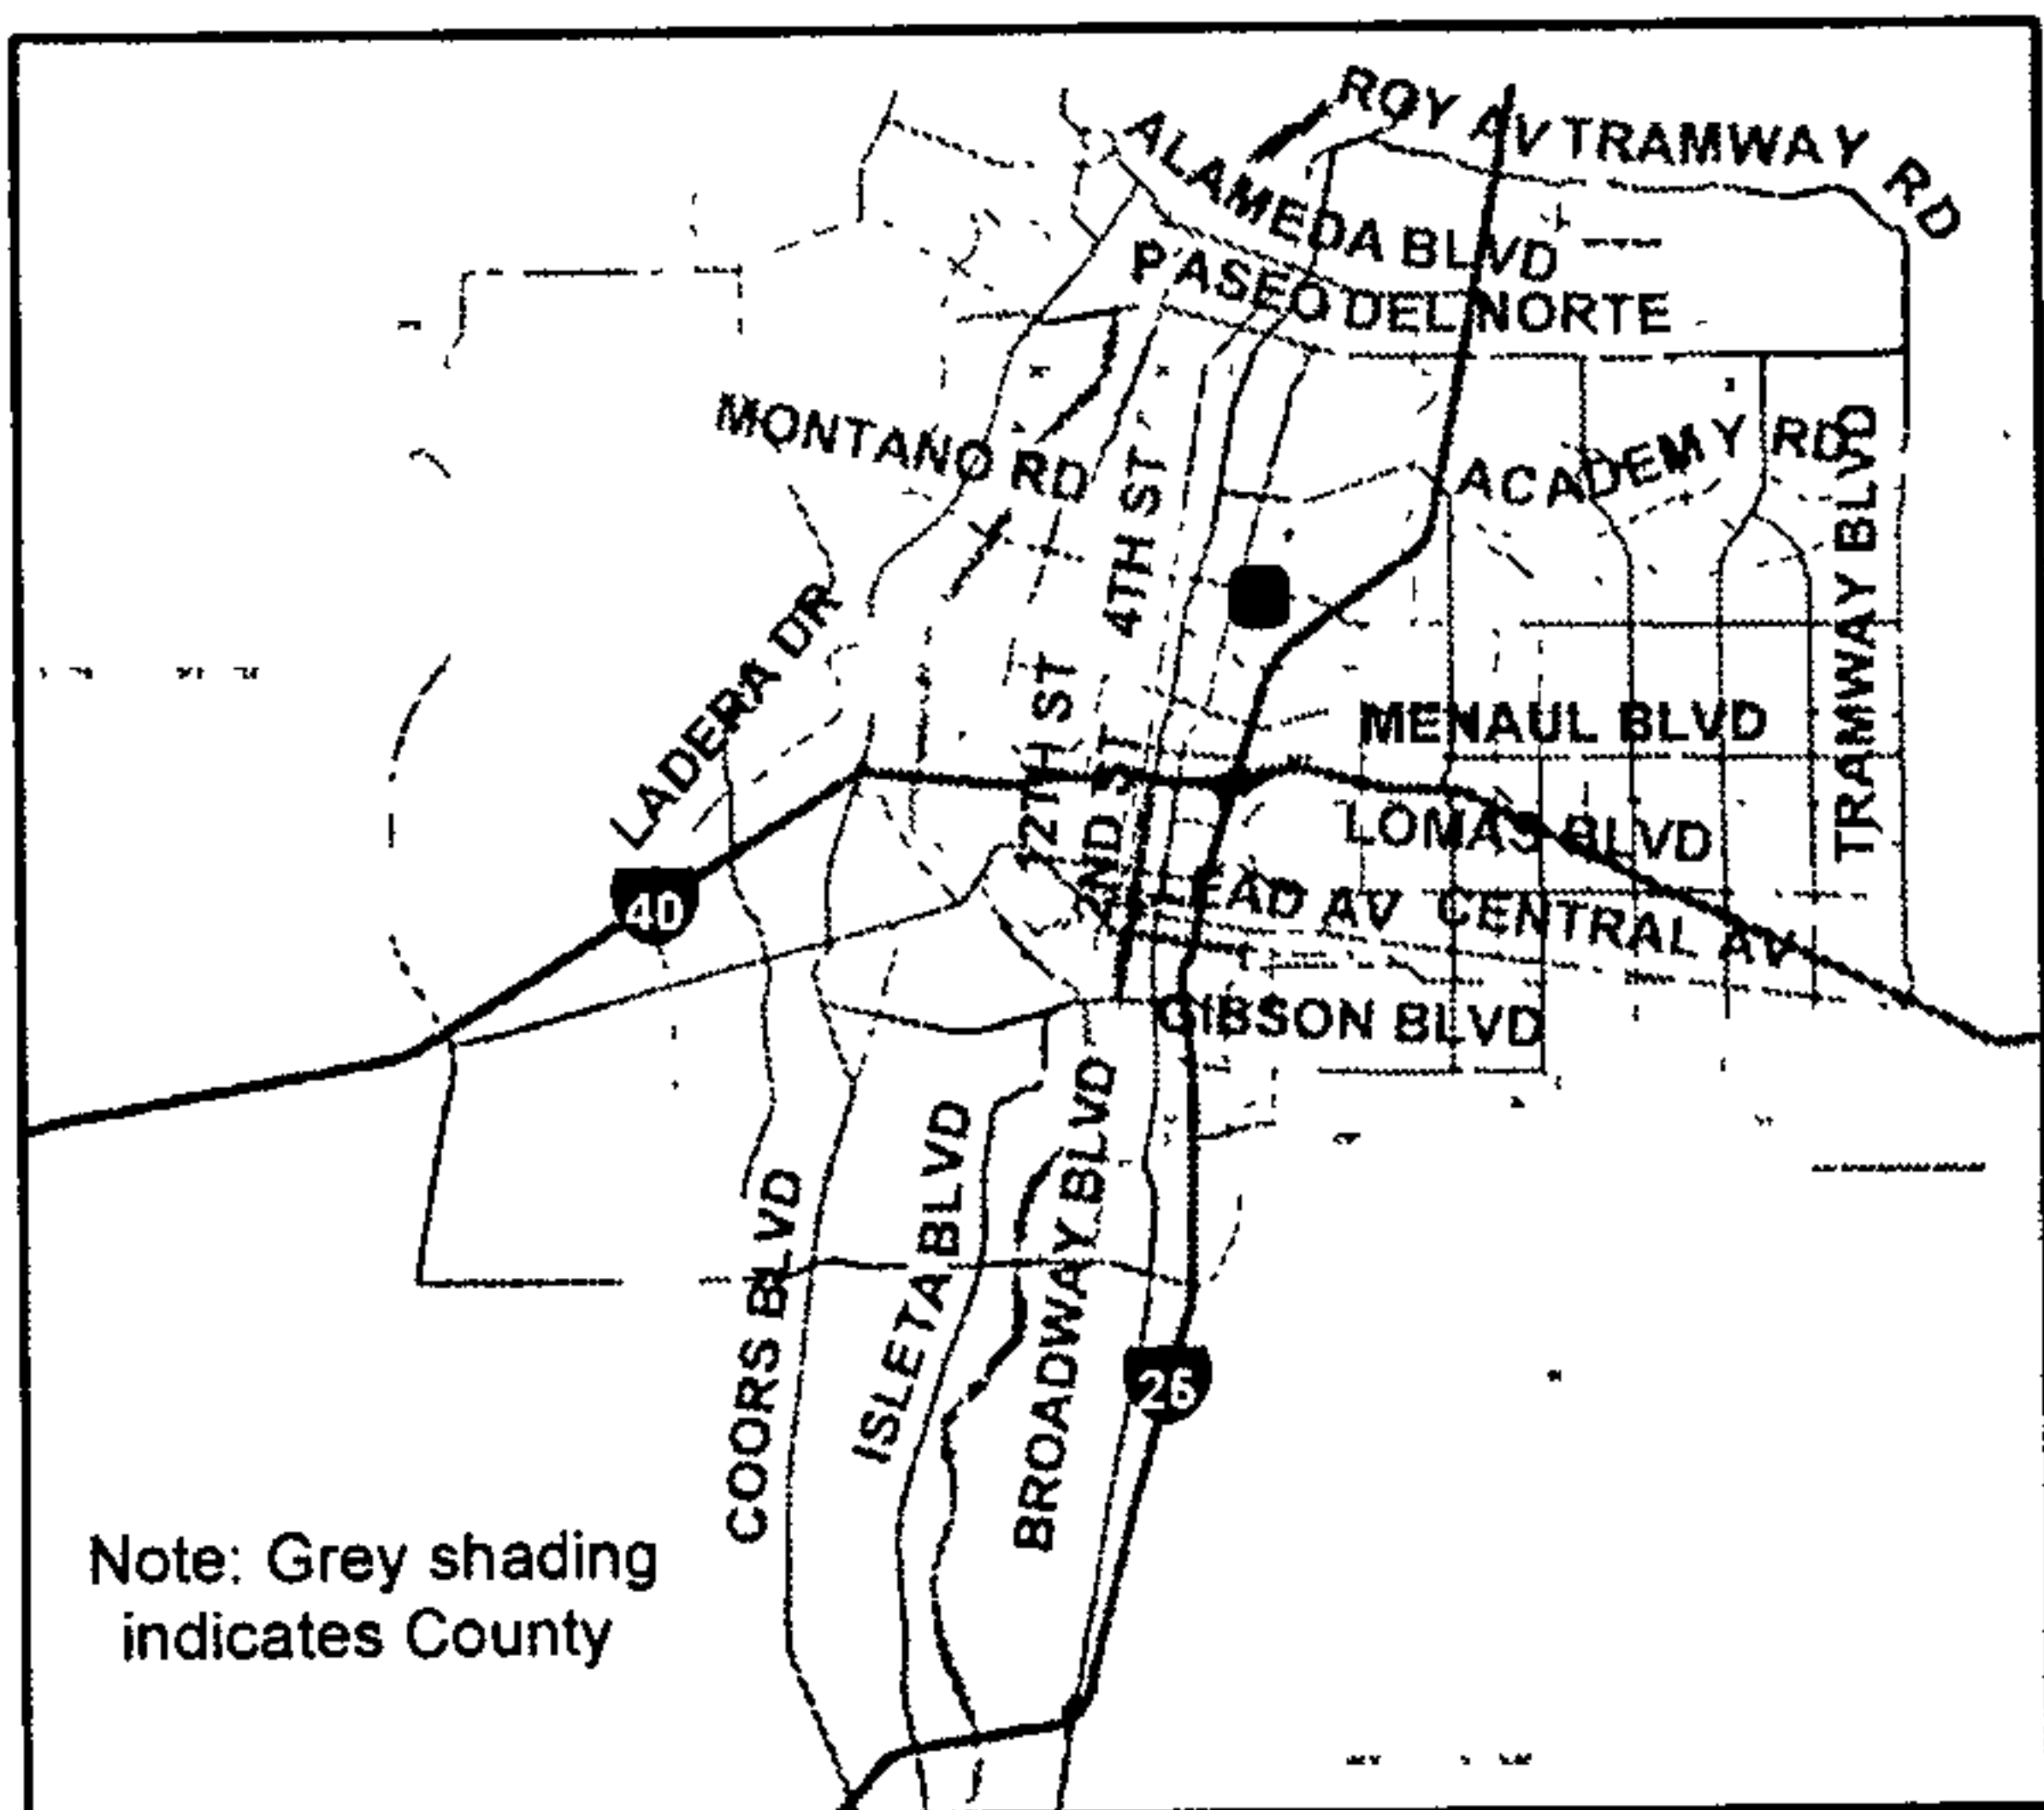 ROY AV
TRAMWAY RD
ALAMEDA BLVD
PASEO DEL NORTE
MONTANO RD
ACADEMY RD
4TH ST
TRAMWAY BLVD
LADERA DR
12TH ST
MENAUL BLVD
2ND ST
LOMAS BLVD
40
LEAD AV
CENTRAL AV
GIBSON BLVD
COORS BLVD
ISLETA BLVD
BROADWAY BLVD
25
Note: Grey shading
indicates County